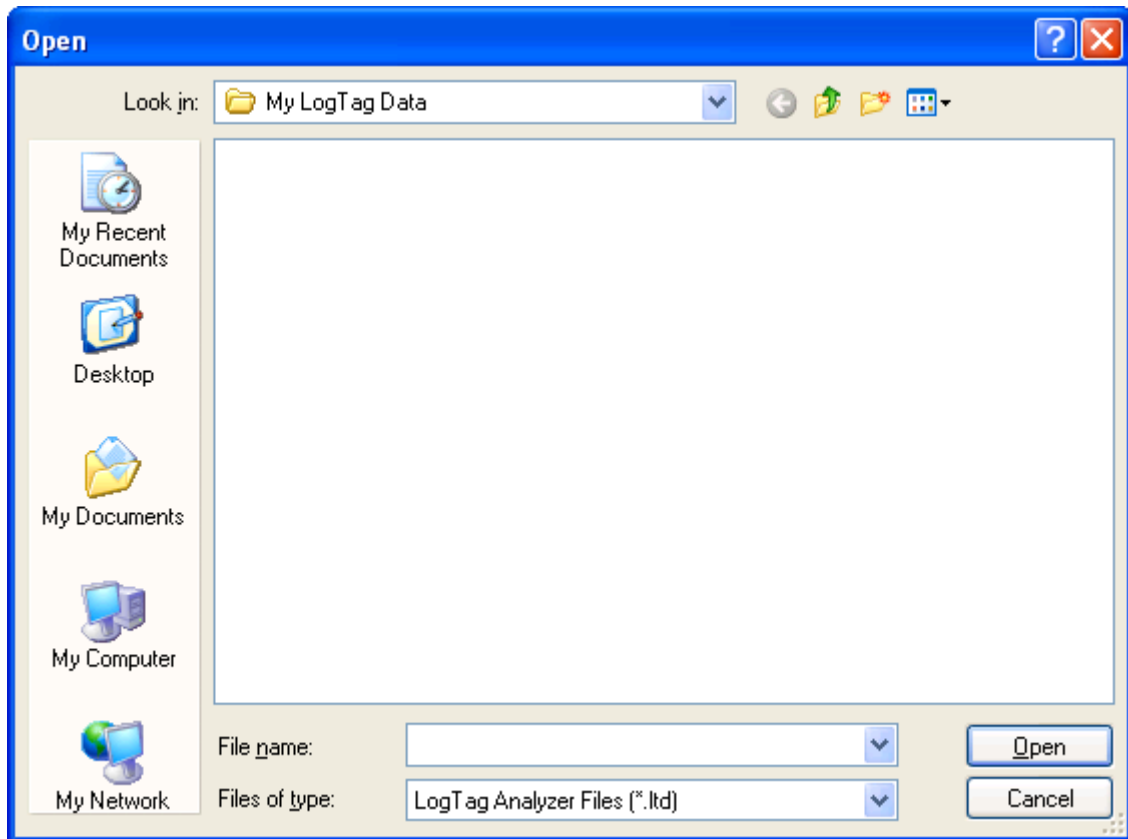 Open
Look in:
My LogTag Data
My Recent
Documents
Desktop
My Documents
My Computer
My Network
File name:
Open
Files of type:
LogTag Analyzer Files (*.ltd)
Cancel